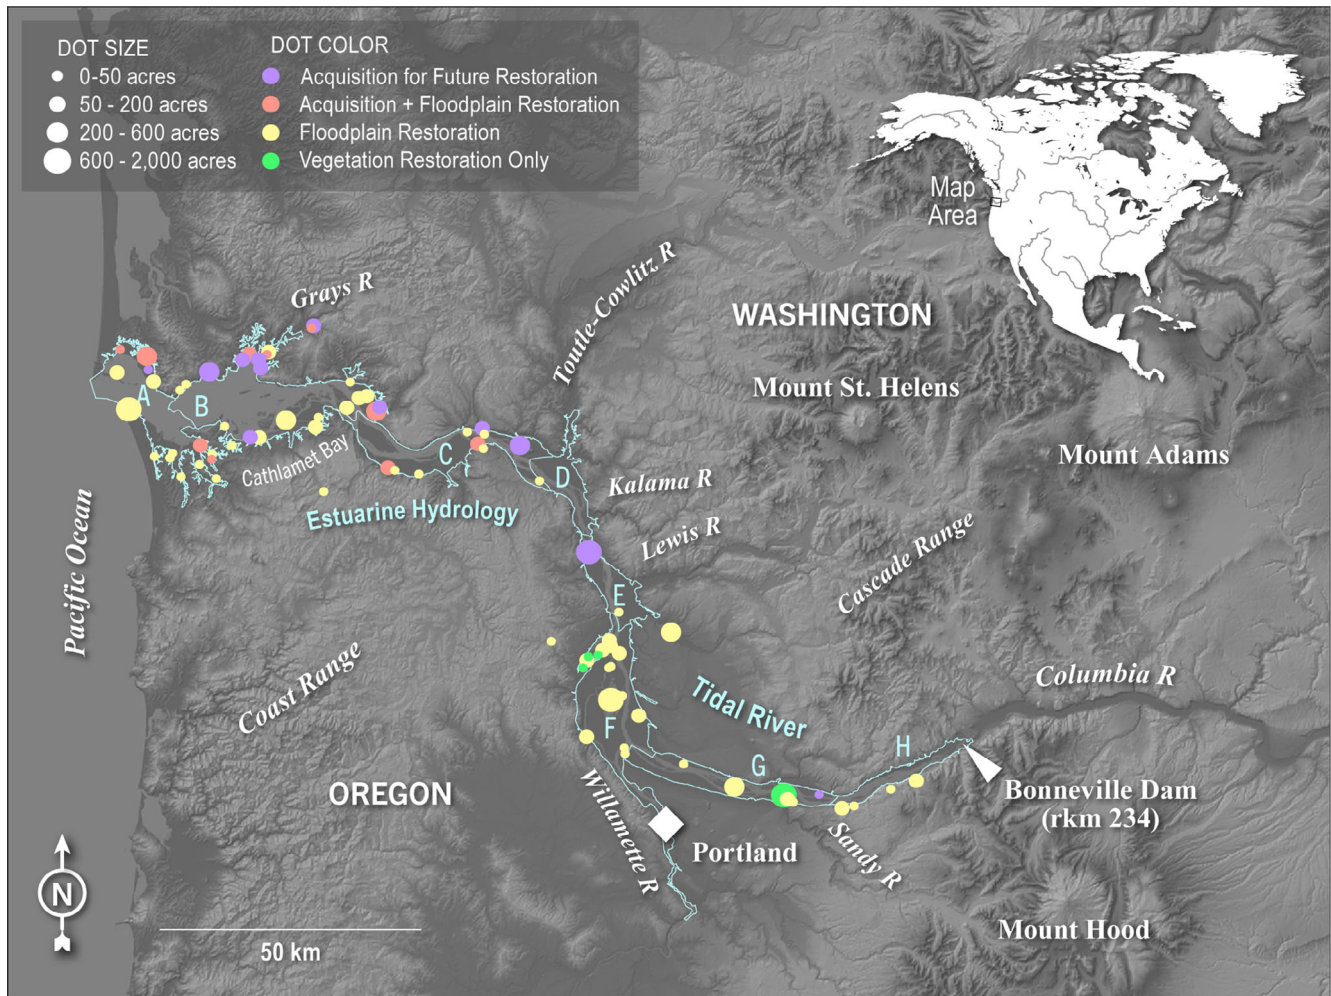 DOT SIZE
0-50 acres
50 - 200 acres
200 - 600 acres
600 - 2,000 acres
DOT COLOR
Acquisition for Future Restoration
Acquisition + Floodplain Restoration
Floodplain Restoration
Vegetation Restoration Only
Map
Area
Grays R
Toutle-Cowlitz R
WASHINGTON
Mount St. Helens
Mount Adams
A
B
C
D
Cathlamet Bay
Estuarine Hydrology
Kalama R
Lewis R
Cascade Range
Pacific Ocean
E
Coast Range
Tidal River
Columbia R
F
G
H
OREGON
Willamette R
Portland
Sandy R
Bonneville Dam
(rkm 234)
Mount Hood
N
50 km